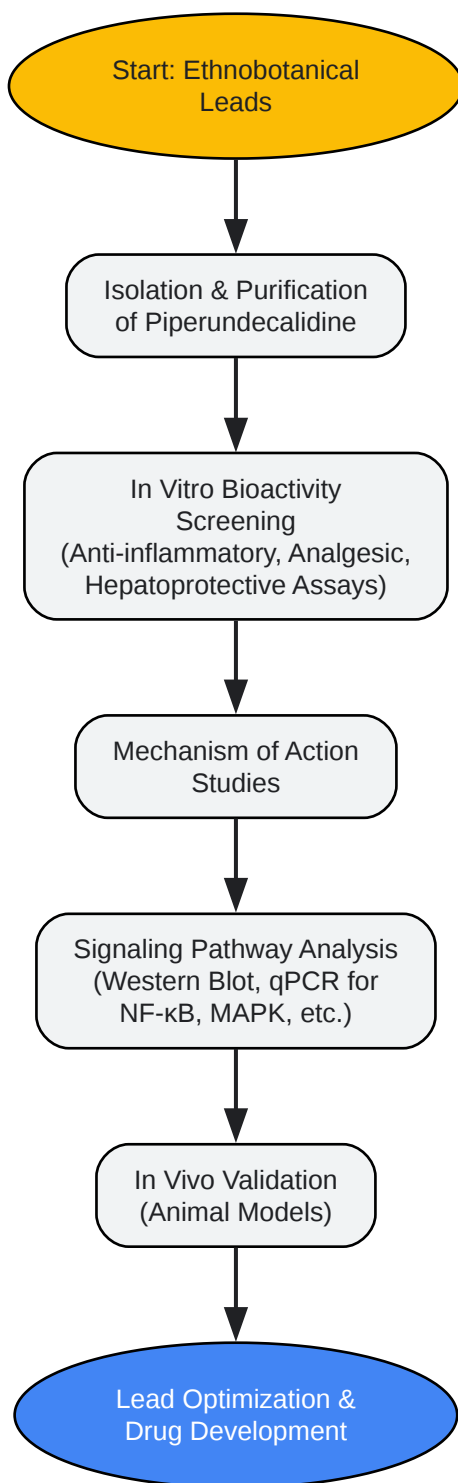 Start: Ethnobotanical
Leads
Isolation & Purification
of Piperundecalidine
In Vitro Bioactivity
Screening
(Anti-inflammatory, Analgesic,
Hepatoprotective Assays)
Mechanism of Action
Studies
Signaling Pathway Analysis
(Western Blot, qPCR for
NF-κB, MAPK, etc.)
In Vivo Validation
(Animal Models)
Lead Optimization &
Drug Development